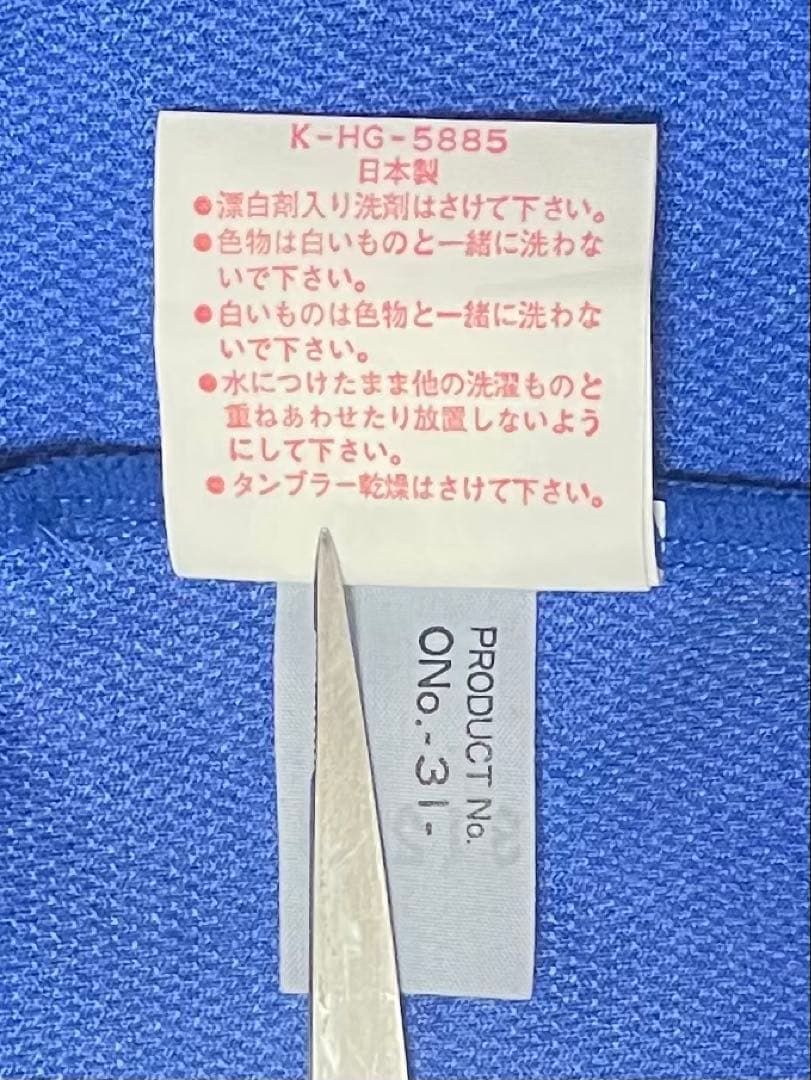 K-HG-5885
日本製
●漂白剤入り洗剤はさけて下さい。
●色物は白いものと一緒に洗わな
いで下さい。
●白いものは色物と一緒に洗わな
いで下さい。
●水につけたまま他の洗濯ものと
重ねあわせたり放置しないよう
にして下さい。
●タンブラー乾燥はさけて下さい。
PRODUCT No.
ONo.-31-